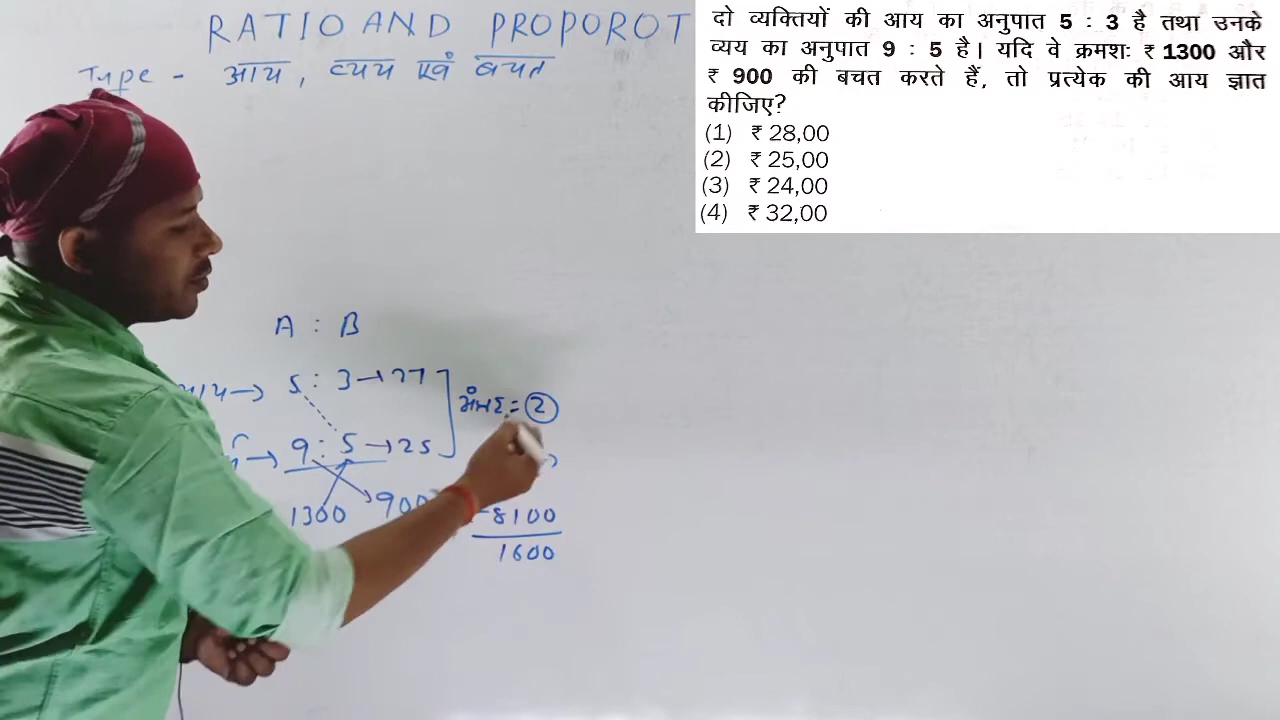 RATIO AND PROPOROT
Type - आय, व्यय एवं बचत
दो व्यक्तियों की आय का अनुपात 5 : 3 है तथा उनके
व्यय का अनुपात 9 : 5 है। यदि वे क्रमशः ₹ 1300 और
₹ 900 की बचत करते हैं, तो प्रत्येक की आय ज्ञात
कीजिए?
(1) ₹ 28,00
(2) ₹ 25,00
(3) ₹ 24,00
(4) ₹ 32,00
A : B
→ 5 : 3 → 27
अंतर = 2
→ 9 : 5 → 25
1300 900
8100
1600